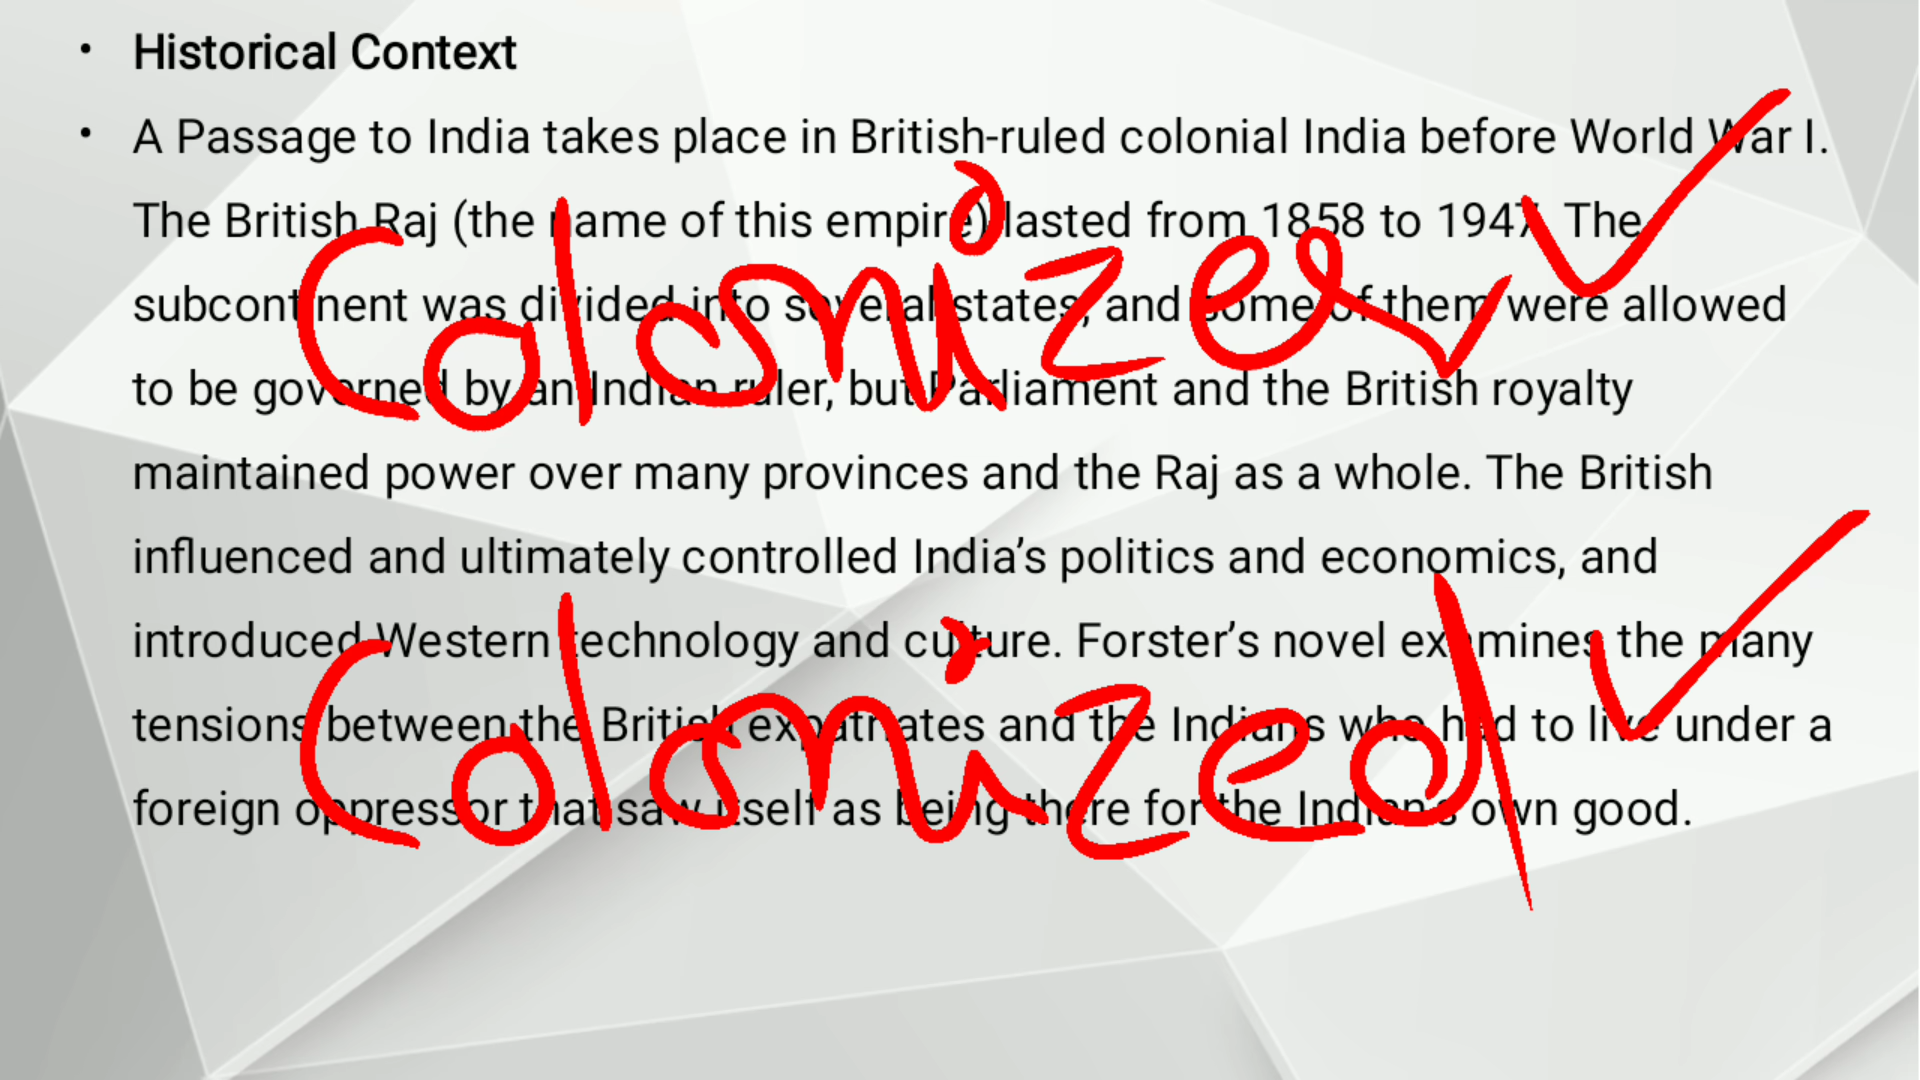 • Historical Context
• A Passage to India takes place in British-ruled colonial India before World War I.
The British Raj (the name of this empire) lasted from 1858 to 1947. The
subcontinent was divided into several states, and some of them were allowed
to be governed by an Indian ruler, but Parliament and the British royalty
maintained power over many provinces and the Raj as a whole. The British
influenced and ultimately controlled India’s politics and economics, and
introduced Western technology and culture. Forster’s novel examines the many
tensions between the British expatriates and the Indians who had to live under a
foreign oppressor that saw itself as being there for the Indian's own good.
Colonizer
Colonized